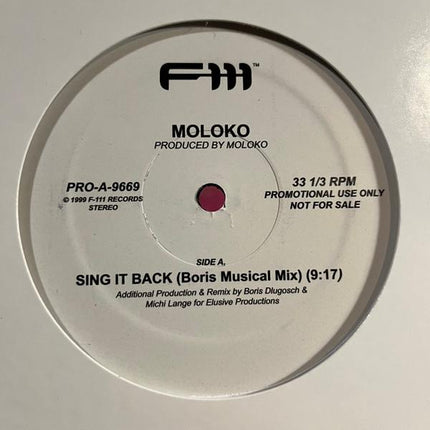 F-111™
MOLOKO
PRODUCED BY MOLOKO
PRO-A-9669
© 1999 F-111 RECORDS
STEREO
33 1/3 RPM
PROMOTIONAL USE ONLY
NOT FOR SALE
SIDE A,
SING IT BACK (Boris Musical Mix) (9:17)
Additional Production & Remix by Boris Dlugosch &
Michi Lange for Elusive Productions